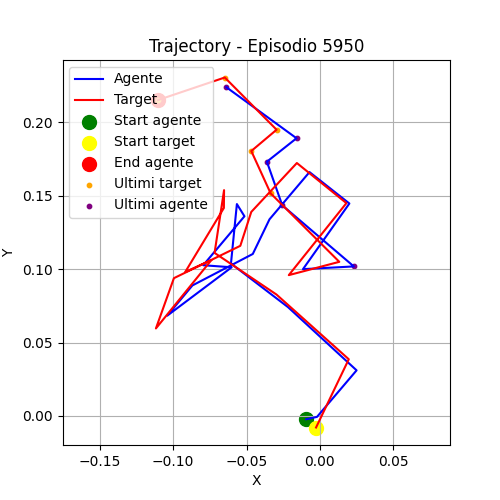 Trajectory - Episodio 5950
Agente
Target
Start agente
Start target
End agente
Ultimi target
Ultimi agente
Y
0.20
0.15
0.10
0.05
0.00
−0.15
−0.10
−0.05
0.00
0.05
X